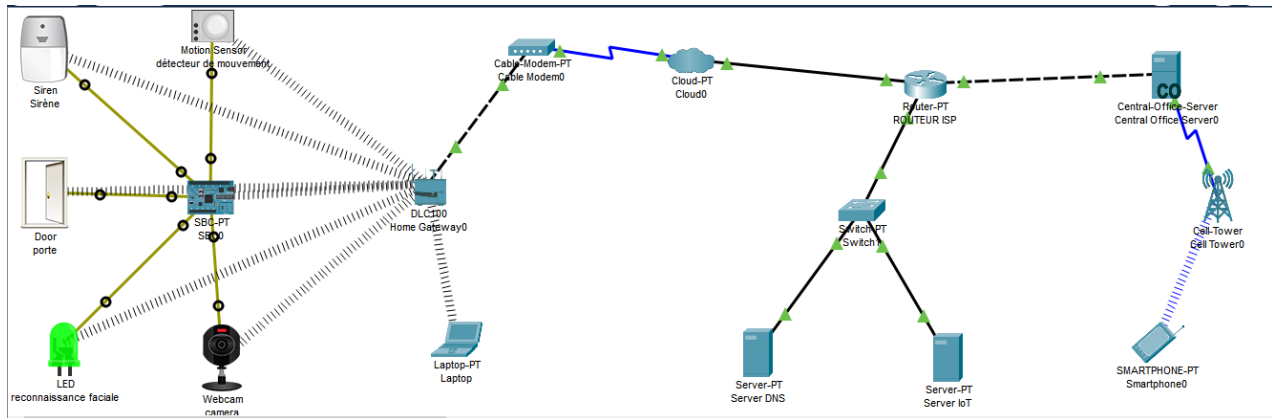 Siren
Sirène
Motion Sensor
détecteur de mouvement
Cable-Modem-PT
Cable Modem0
Cloud-PT
Cloud0
Router-PT
ROUTEUR ISP
CO
Central-Office-Server
Central Office Server0
Door
porte
SBC-PT
SBC0
DLC100
Home Gateway0
Switch-PT
Switch1
Cell-Tower
Cell Tower0
LED
reconnaissance faciale
Webcam
camera
Laptop-PT
Laptop
Server-PT
Server DNS
Server-PT
Server IoT
SMARTPHONE-PT
Smartphone0